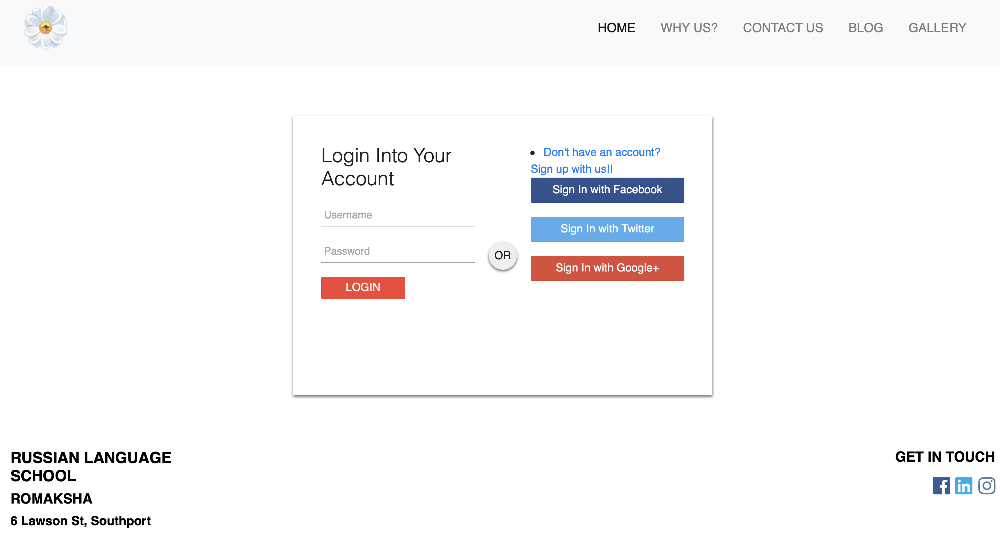 HOME WHY US? CONTACT US BLOG GALLERY
Login Into Your
Account
Username
Password
LOGIN
OR
Don't have an account?
Sign up with us!!
Sign In with Facebook
Sign In with Twitter
Sign In with Google+
RUSSIAN LANGUAGE
SCHOOL
ROMAKSHA
6 Lawson St, Southport
GET IN TOUCH
f
in